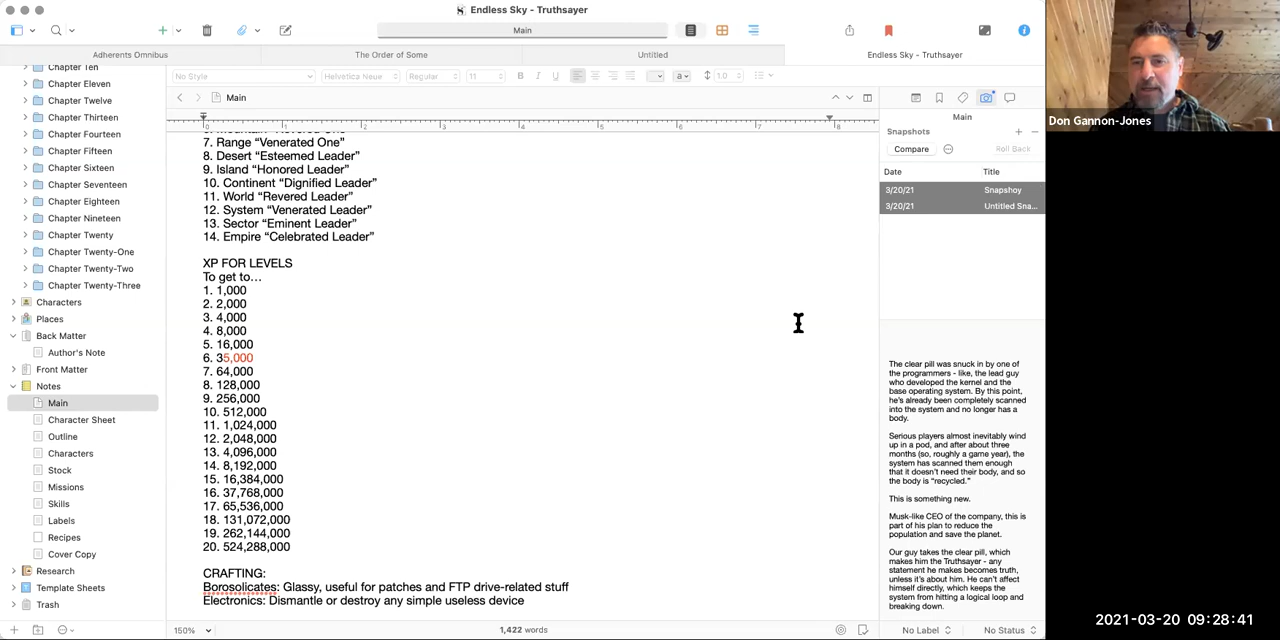 Endless Sky - Truthsayer
Main
Adherents Omnibus
The Order of Some
Untitled
Endless Sky - Truthsayer
No Style
Helvetica Neue
Regular
11
B I U
a
1.0
Chapter Ten
Chapter Eleven
Chapter Twelve
Chapter Thirteen
Chapter Fourteen
Chapter Fifteen
Chapter Sixteen
Chapter Seventeen
Chapter Eighteen
Chapter Nineteen
Chapter Twenty
Chapter Twenty-One
Chapter Twenty-Two
Chapter Twenty-Three
Characters
Places
Back Matter
Author's Note
Front Matter
Notes
Main
Character Sheet
Outline
Characters
Stock
Missions
Skills
Labels
Recipes
Cover Copy
Research
Template Sheets
Trash
Main
0 1 2 3 4 5 6 7 8
7. Range “Venerated One”
8. Desert “Esteemed Leader”
9. Island “Honored Leader”
10. Continent “Dignified Leader”
11. World “Revered Leader”
12. System “Venerated Leader”
13. Sector “Eminent Leader”
14. Empire “Celebrated Leader”
XP FOR LEVELS
To get to…
1. 1,000
2. 2,000
3. 4,000
4. 8,000
5. 16,000
6. 35,000
7. 64,000
8. 128,000
9. 256,000
10. 512,000
11. 1,024,000
12. 2,048,000
13. 4,096,000
14. 8,192,000
15. 16,384,000
16. 37,768,000
17. 65,536,000
18. 131,072,000
19. 262,144,000
20. 524,288,000
CRAFTING:
Borosolicates: Glassy, useful for patches and FTP drive-related stuff
Electronics: Dismantle or destroy any simple useless device
150%
1,422 words
Main
Snapshots
Compare
Roll Back
Date Title
3/20/21 Snapshoy
3/20/21 Untitled Sna...
The clear pill was snuck in by one of
the programmers - like, the lead guy
who developed the kernel and the
base operating system. By this point,
he's already been completely scanned
into the system and no longer has a
body.
Serious players almost inevitably wind
up in a pod, and after about three
months (so, roughly a game year), the
system has scanned them enough
that it doesn't need their body, and so
the body is “recycled.”
This is something new.
Musk-like CEO of the company, this is
part of his plan to reduce the
population and save the planet.
Our guy takes the clear pill, which
makes him the Truthsayer - any
statement he makes becomes truth,
unless it's about him. He can't affect
himself directly, which keeps the
system from hitting a logical loop and
breaking down.
No Label
No Status
Don Gannon-Jones
2021-03-20 09:28:41